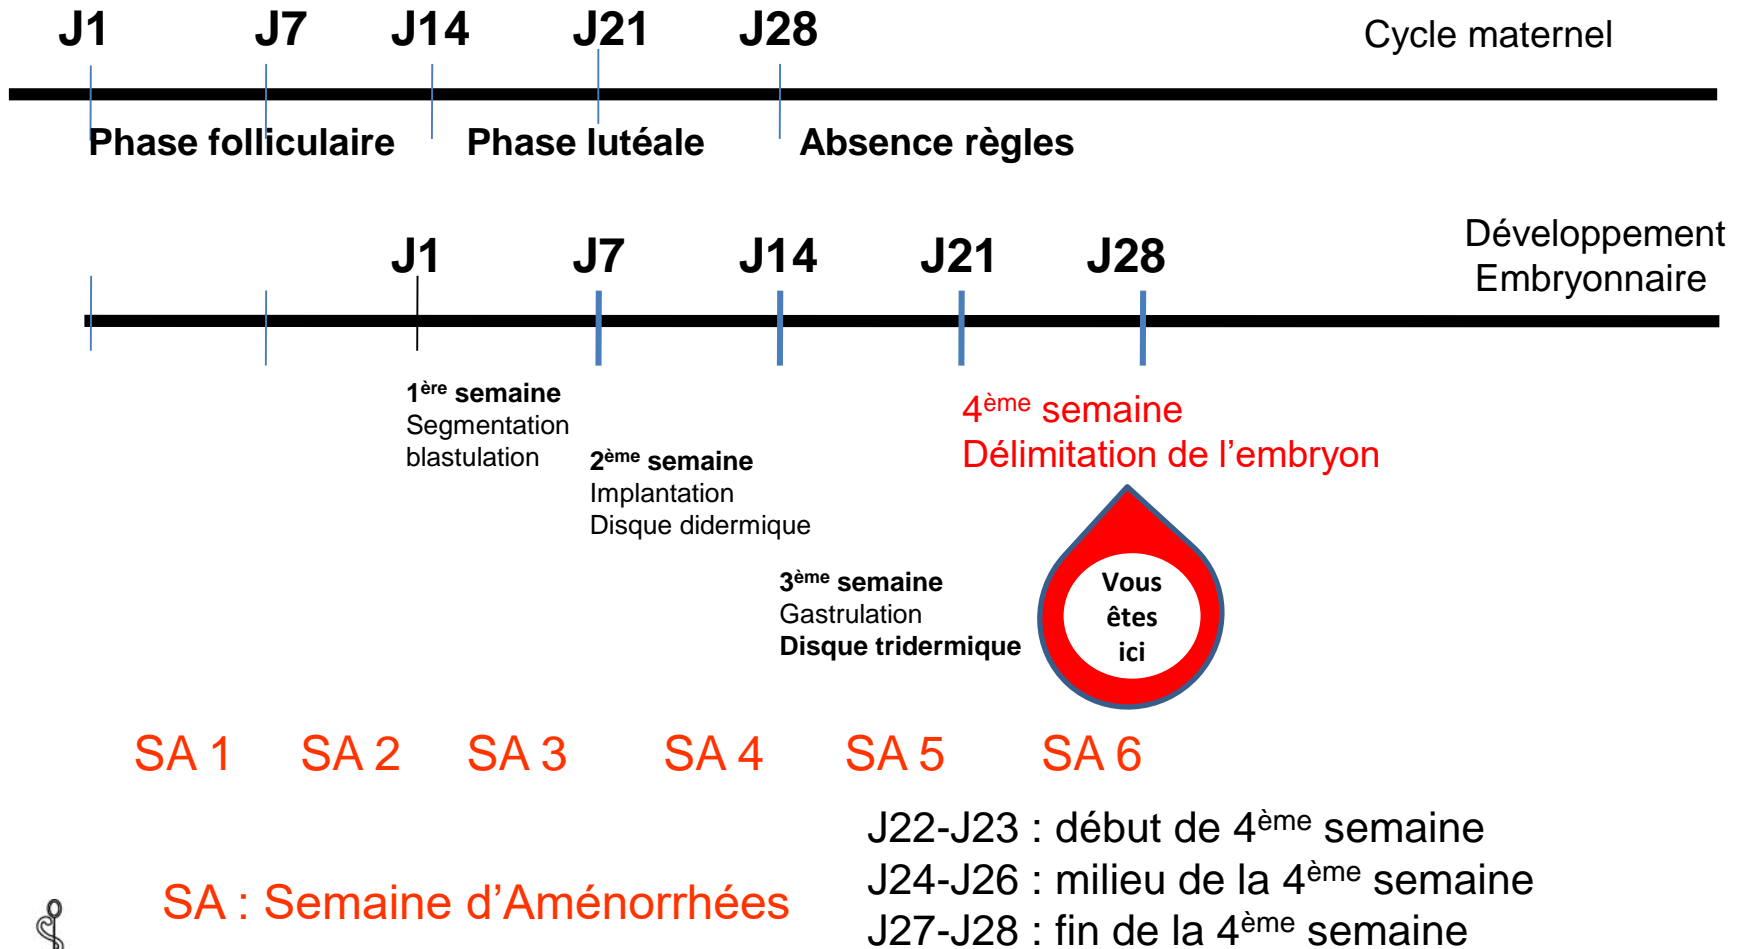 J1 J7 J14 J21 J28 Cycle maternel
Phase folliculaire Phase lutéale Absence règles
J1 J7 J14 J21 J28
Développement
Embryonnaire
1ère semaine
Segmentation
blastulation
2ème semaine
Implantation
Disque didermique
3ème semaine
Gastrulation
Disque tridermique
4ème semaine
Délimitation de l’embryon
Vous
êtes
ici
SA 1 SA 2 SA 3 SA 4 SA 5 SA 6
SA : Semaine d’Aménorrhées
J22-J23 : début de 4ème semaine
J24-J26 : milieu de la 4ème semaine
J27-J28 : fin de la 4ème semaine